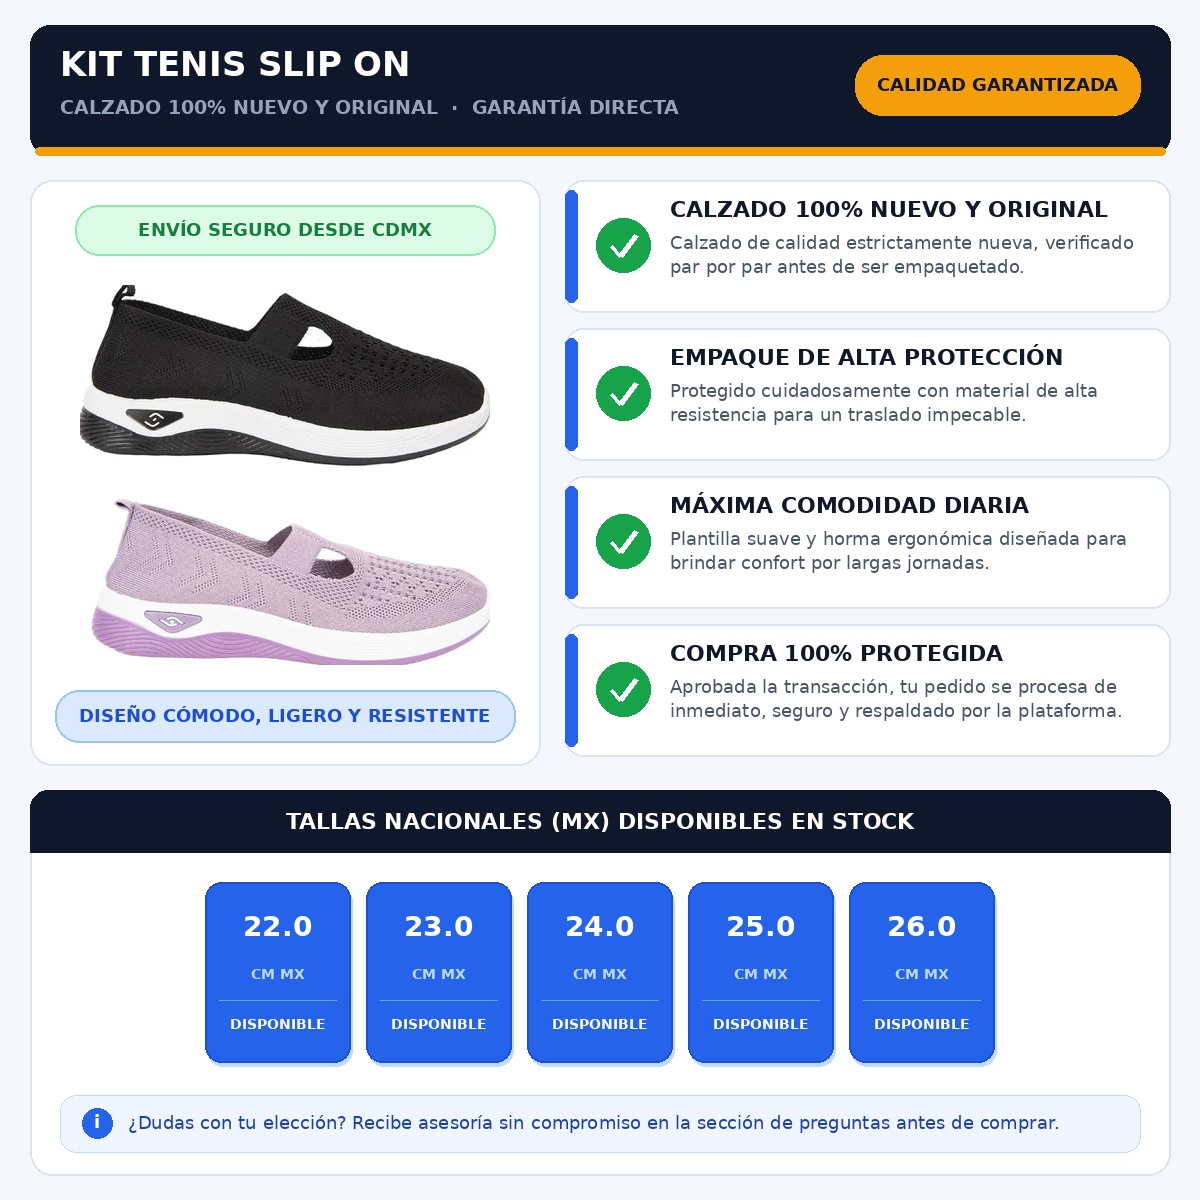 KIT TENIS SLIP ON
CALZADO 100% NUEVO Y ORIGINAL · GARANTÍA DIRECTA
CALIDAD GARANTIZADA
ENVÍO SEGURO DESDE CDMX
DISEÑO CÓMODO, LIGERO Y RESISTENTE
CALZADO 100% NUEVO Y ORIGINAL
Calzado de calidad estrictamente nueva, verificado
par por par antes de ser empaquetado.
EMPAQUE DE ALTA PROTECCIÓN
Protegido cuidadosamente con material de alta
resistencia para un traslado impecable.
MÁXIMA COMODIDAD DIARIA
Plantilla suave y horma ergonómica diseñada para
brindar confort por largas jornadas.
COMPRA 100% PROTEGIDA
Aprobada la transacción, tu pedido se procesa de
inmediato, seguro y respaldado por la plataforma.
TALLAS NACIONALES (MX) DISPONIBLES EN STOCK
22.0
CM MX
DISPONIBLE
23.0
CM MX
DISPONIBLE
24.0
CM MX
DISPONIBLE
25.0
CM MX
DISPONIBLE
26.0
CM MX
DISPONIBLE
i
¿Dudas con tu elección? Recibe asesoría sin compromiso en la sección de preguntas antes de comprar.